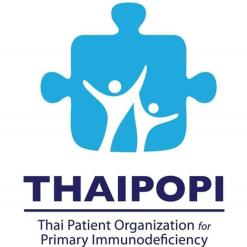 THAIPOPI
Thai Patient Organization for
Primary Immunodeficiency